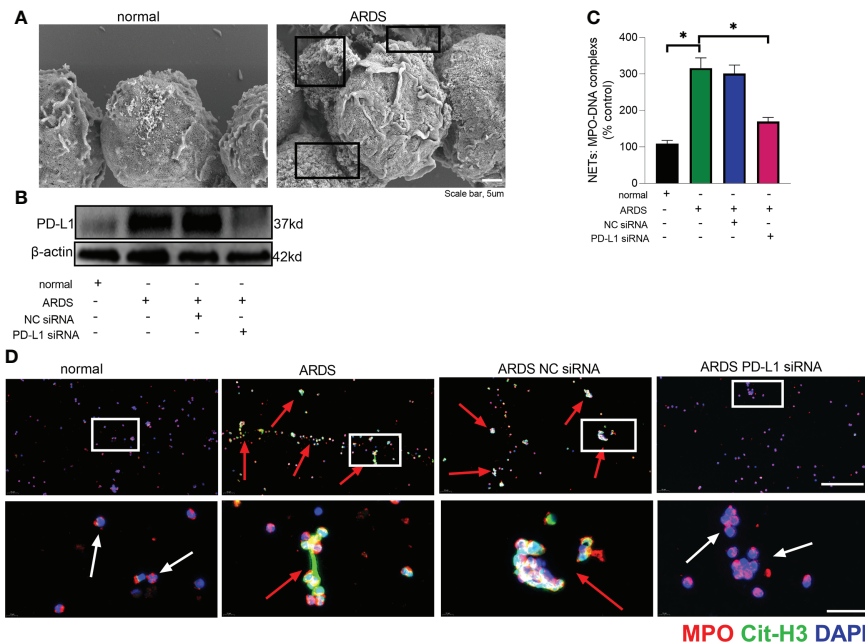 A
normal
ARDS
Scale bar, 5um
B
PD-L1
37kd
β-actin
42kd
normal + - - -
ARDS - + + +
NC siRNA - - + -
PD-L1 siRNA - - - +
C
NETs: MPO-DNA complexs
(% control)
400
300
200
100
0
* *
normal + - - -
ARDS - + + +
NC siRNA - - + -
PD-L1 siRNA - - - +
D
normal
ARDS
ARDS NC siRNA
ARDS PD-L1 siRNA
MPO Cit-H3 DAPI